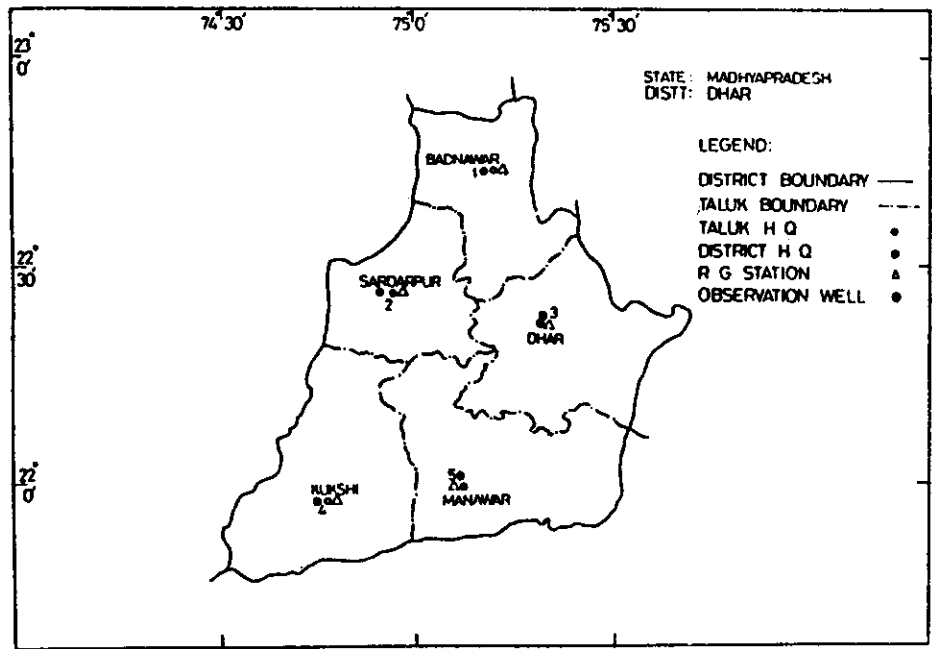 74°30′ 75°0′ 75°30′
23°
0′
STATE: MADHYAPRADESH
DISTT: DHAR
LEGEND:
DISTRICT BOUNDARY
TALUK BOUNDARY
TALUK H Q
DISTRICT H Q
R G STATION
OBSERVATION WELL
BADNAWAR
1
22°
30′
SARDARPUR
2
3
DHAR
22°
0′
KUKSHI
4
5
MANAWAR